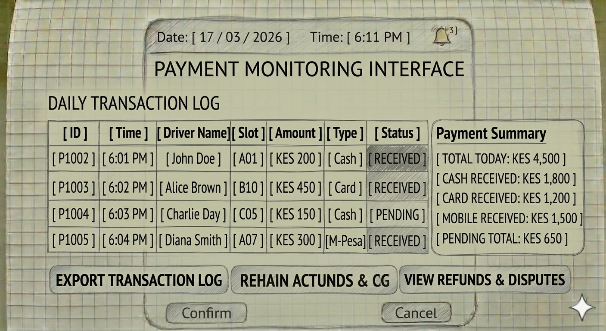 Date: [ 17 / 03 / 2026 ] Time: [ 6:11 PM ] 3]
PAYMENT MONITORING INTERFACE
DAILY TRANSACTION LOG
[ ID ] [ Time ] [ Driver Name] [ Slot ] [ Amount ] [ Type ] [ Status ]
[ P1002 ] [ 6:01 PM ] [ John Doe ] [ A01 ] [ KES 200 ] [ Cash ] [ RECEIVED ]
[ P1003 ] [ 6:02 PM ] [ Alice Brown ] [ B10 ] [ KES 450 ] [ Card ] [ RECEIVED ]
[ P1004 ] [ 6:03 PM ] [ Charlie Day ] [ C05 ] [ KES 150 ] [ Cash ] [ PENDING ]
[ P1005 ] [ 6:04 PM ] [ Diana Smith ] [ A07 ] [ KES 300 ] [M-Pesa] [ RECEIVED ]
Payment Summary
[ TOTAL TODAY: KES 4,500 ]
[ CASH RECEIVED: KES 1,800 ]
[ CARD RECEIVED: KES 1,200 ]
[ MOBILE RECEIVED: KES 1,500 ]
[ PENDING TOTAL: KES 650 ]
EXPORT TRANSACTION LOG REHAIN ACTUNDS & CG VIEW REFUNDS & DISPUTES
Confirm Cancel